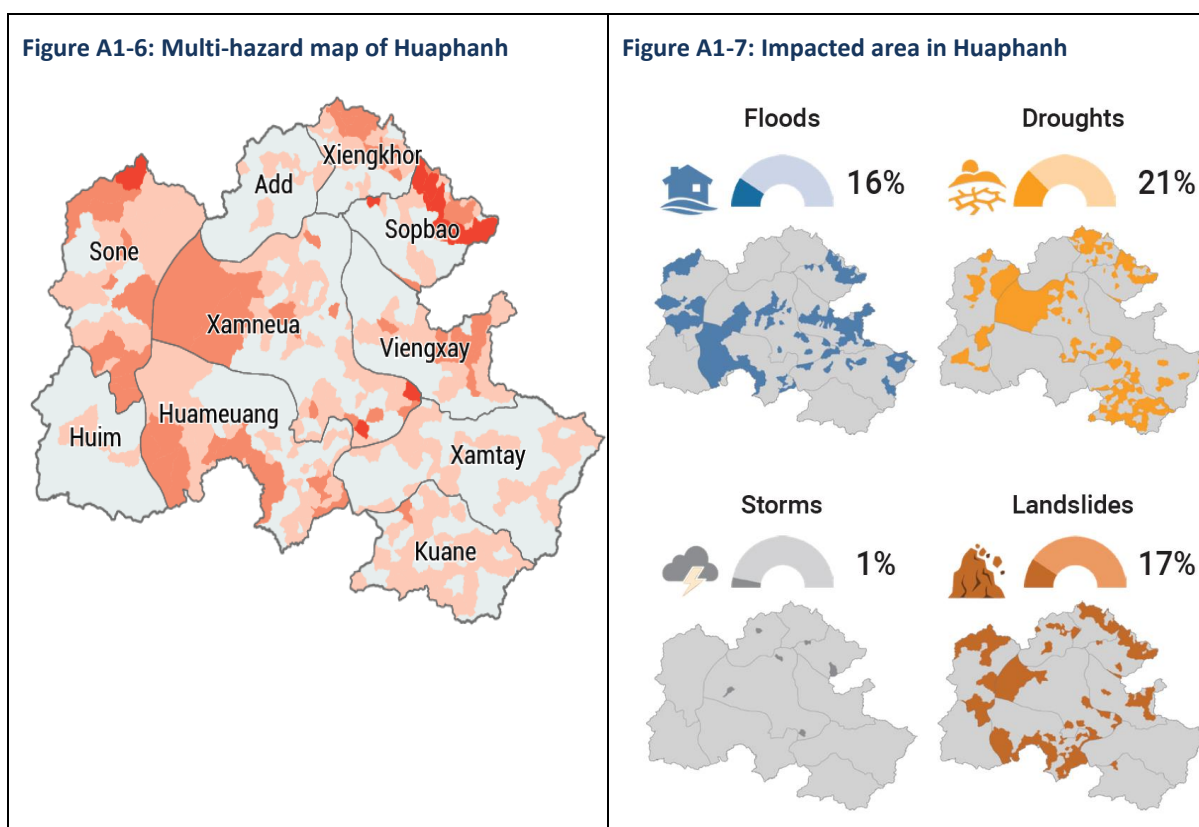 Figure A1-6: Multi-hazard map of Huaphanh
Xiengkhor
Add
Sopbao
Sone
Xamneua
Viengxay
Huameuang
Huim
Xamtay
Kuane
Figure A1-7: Impacted area in Huaphanh
Floods
16%
Droughts
21%
Storms
1%
Landslides
17%